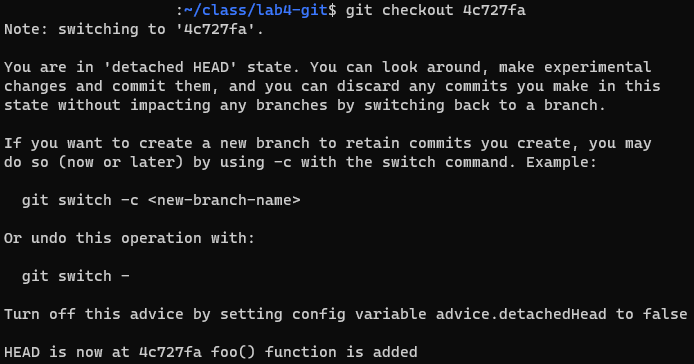 :~/class/lab4-git$ git checkout 4c727fa
Note: switching to '4c727fa'.
You are in 'detached HEAD' state. You can look around, make experimental
changes and commit them, and you can discard any commits you make in this
state without impacting any branches by switching back to a branch.
If you want to create a new branch to retain commits you create, you may
do so (now or later) by using -c with the switch command. Example:
git switch -c <new-branch-name>
Or undo this operation with:
git switch -
Turn off this advice by setting config variable advice.detachedHead to false
HEAD is now at 4c727fa foo() function is added